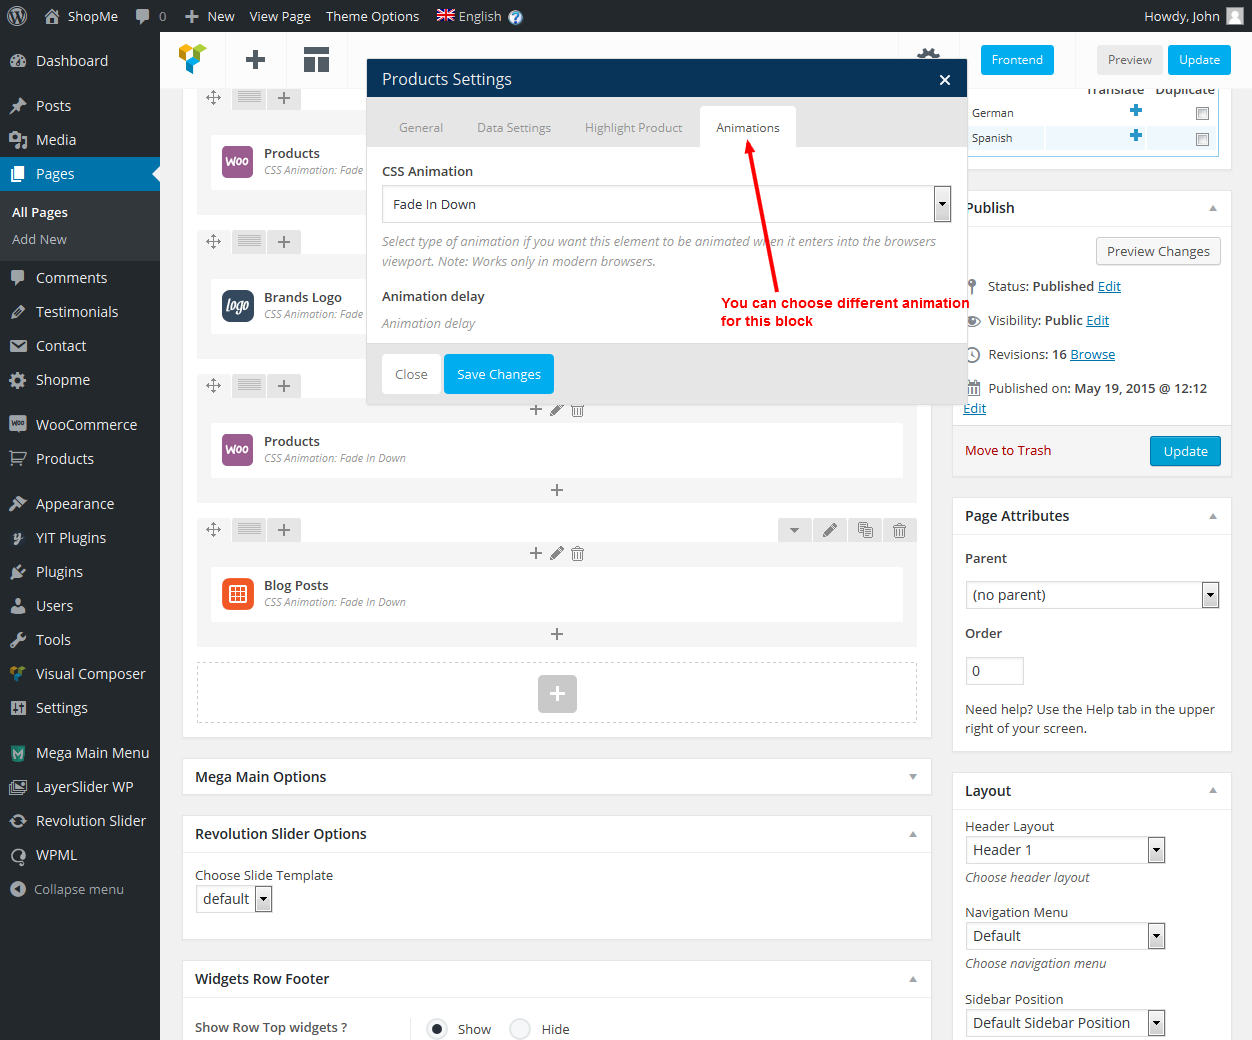 ShopMe
0
New
View Page
Theme Options
English
Howdy, John
Dashboard
Posts
Media
Pages
All Pages
Add New
Comments
Testimonials
Contact
Shopme
WooCommerce
Products
Appearance
YIT Plugins
Plugins
Users
Tools
Visual Composer
Settings
Mega Main Menu
LayerSlider WP
Revolution Slider
WPML
Collapse menu
Frontend
Preview
Update
Products Settings
General
Data Settings
Highlight Product
Animations
CSS Animation
Fade In Down
Select type of animation if you want this element to be animated when it enters into the browsers
viewport. Note: Works only in modern browsers.
Animation delay
Animation delay
You can choose different animation
for this block
Close
Save Changes
Woo
Products
CSS Animation: Fade
logo
Brands Logo
CSS Animation: Fade
Woo
Products
CSS Animation: Fade In Down
Blog Posts
CSS Animation: Fade In Down
Mega Main Options
Revolution Slider Options
Choose Slide Template
default
Widgets Row Footer
Show Row Top widgets ?
Show
Hide
Translate
Duplicate
German
Spanish
Publish
Preview Changes
Status: Published Edit
Visibility: Public Edit
Revisions: 16 Browse
Published on: May 19, 2015 @ 12:12
Edit
Move to Trash
Update
Page Attributes
Parent
(no parent)
Order
0
Need help? Use the Help tab in the upper
right of your screen.
Layout
Header Layout
Header 1
Choose header layout
Navigation Menu
Default
Choose navigation menu
Sidebar Position
Default Sidebar Position